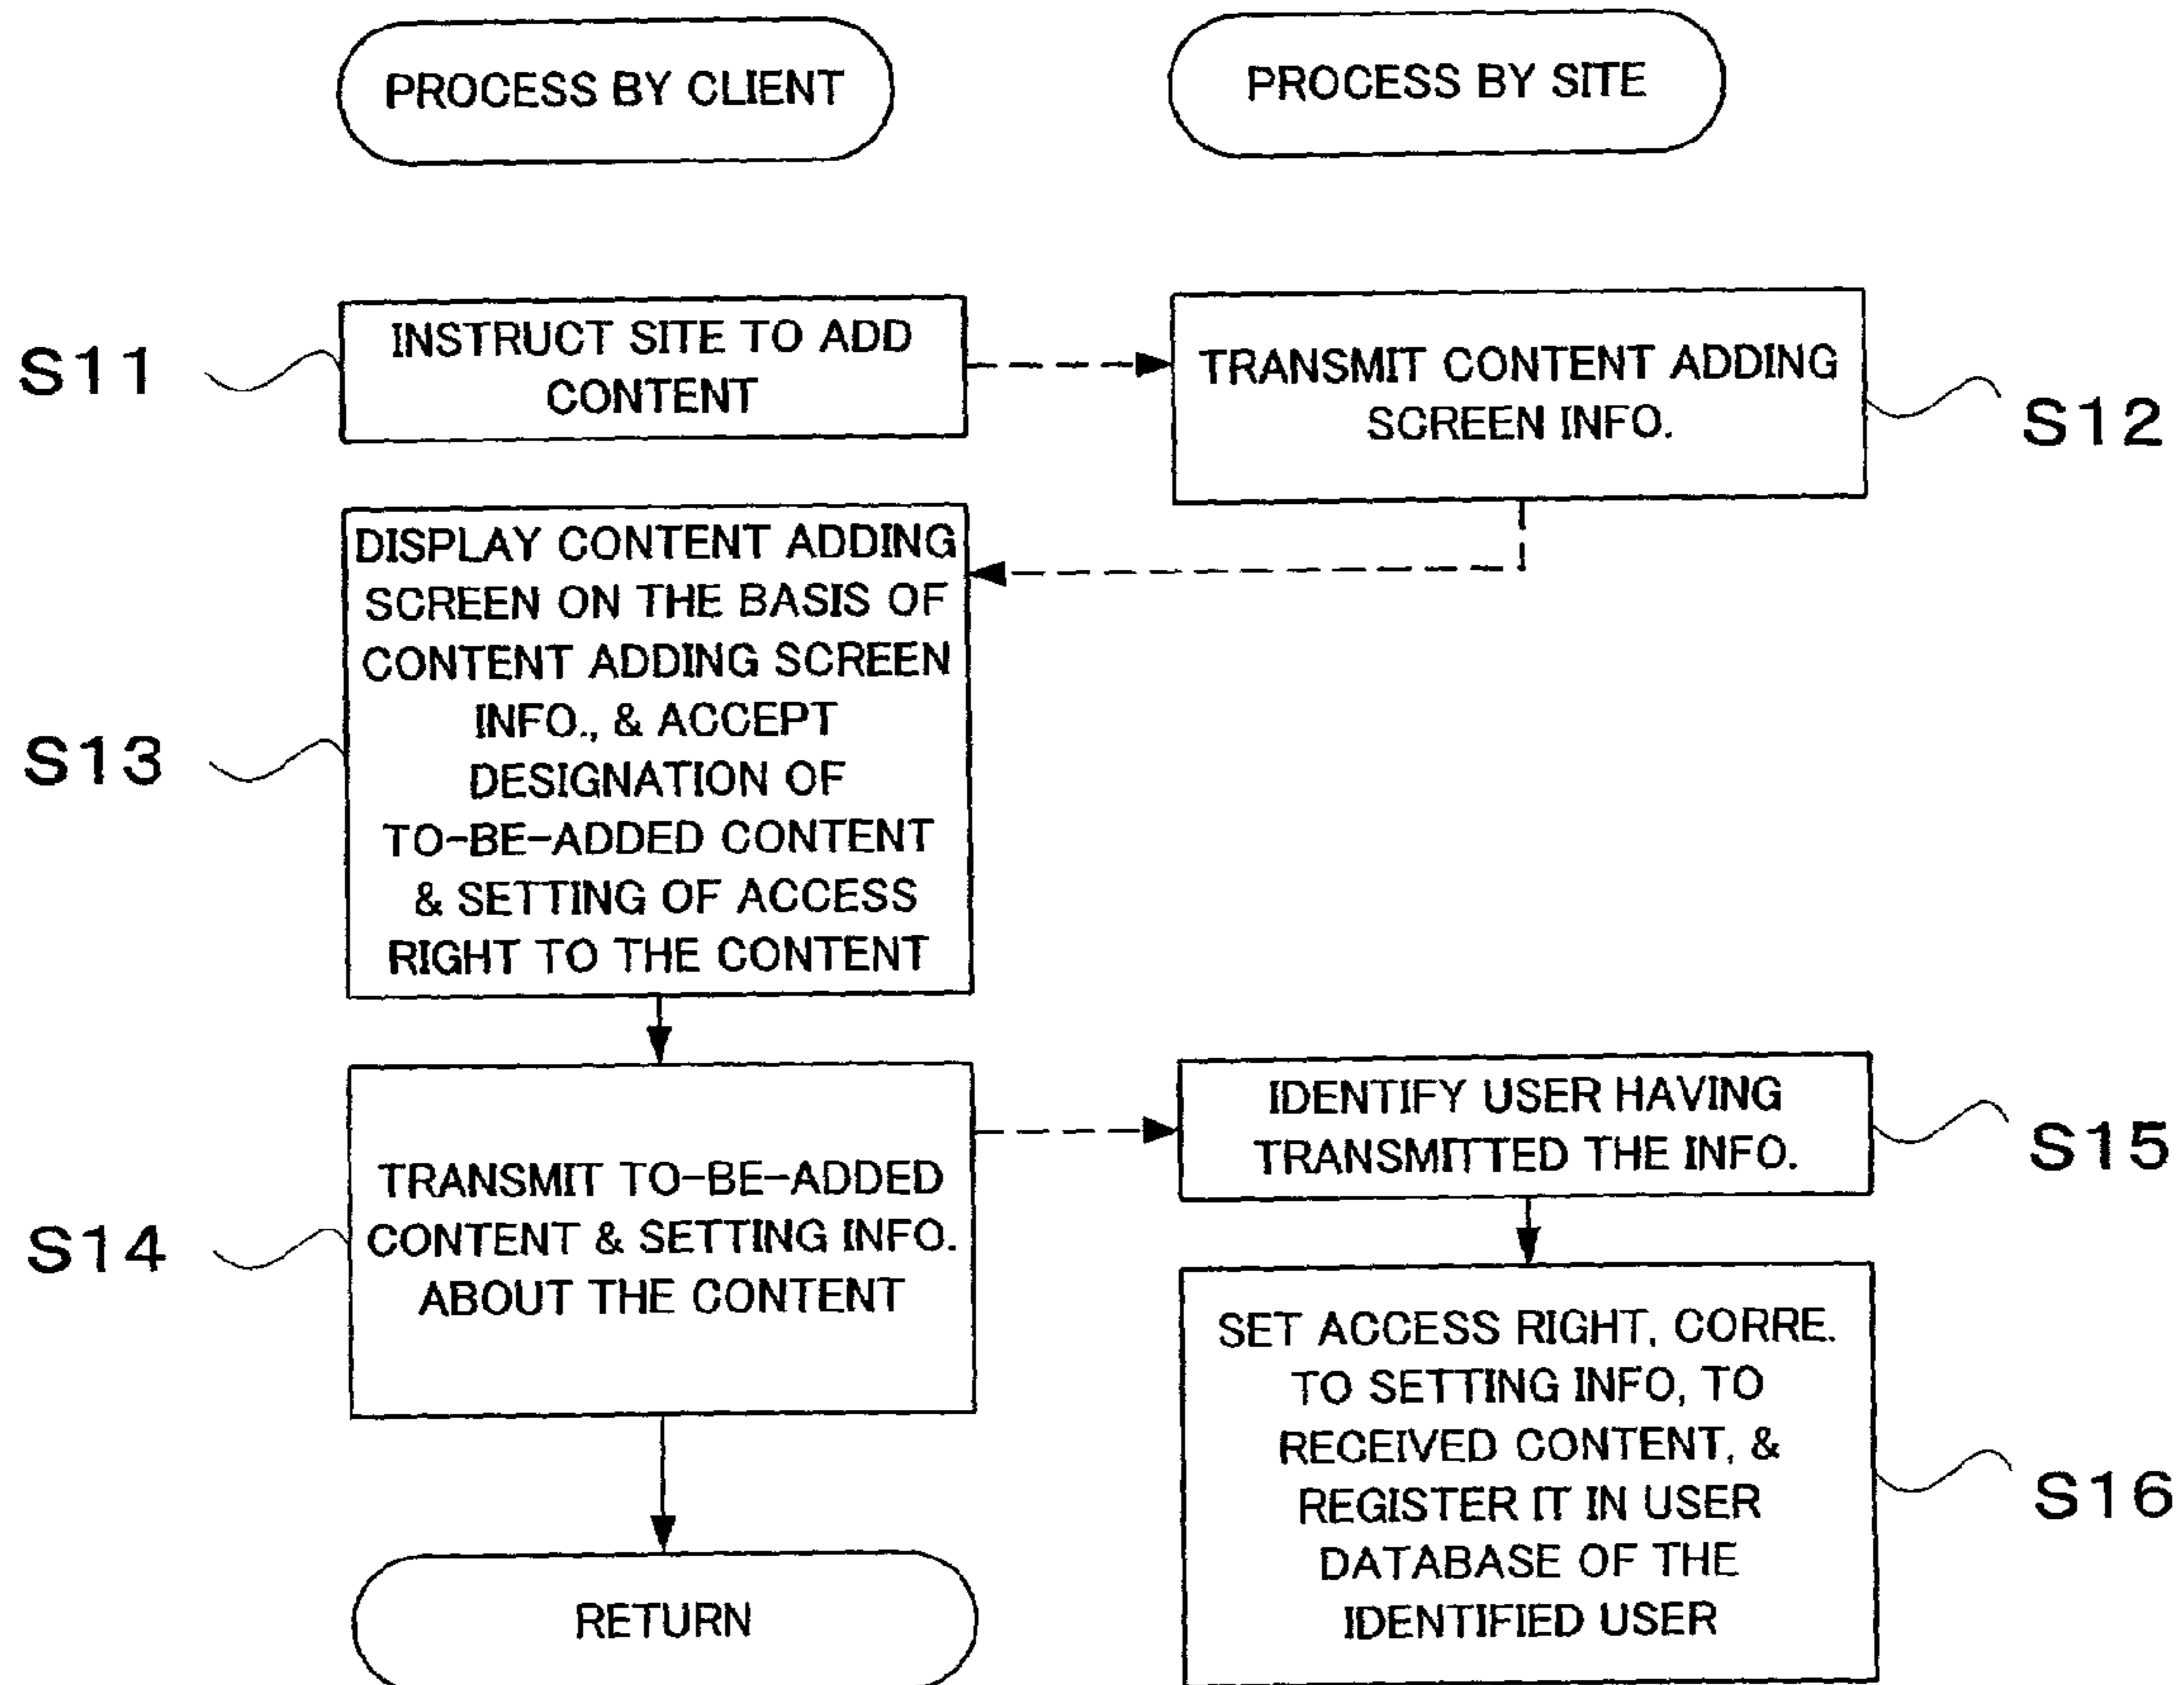 PROCESS BY CLIENT
PROCESS BY SITE
S11
INSTRUCT SITE TO ADD
CONTENT
TRANSMIT CONTENT ADDING
SCREEN INFO.
S12
S13
DISPLAY CONTENT ADDING
SCREEN ON THE BASIS OF
CONTENT ADDING SCREEN
INFO., & ACCEPT
DESIGNATION OF
TO-BE-ADDED CONTENT
& SETTING OF ACCESS
RIGHT TO THE CONTENT
S14
TRANSMIT TO-BE-ADDED
CONTENT & SETTING INFO.
ABOUT THE CONTENT
IDENTIFY USER HAVING
TRANSMITTED THE INFO.
S15
SET ACCESS RIGHT, CORRE.
TO SETTING INFO, TO
RECEIVED CONTENT, &
REGISTER IT IN USER
DATABASE OF THE
IDENTIFIED USER
S16
RETURN